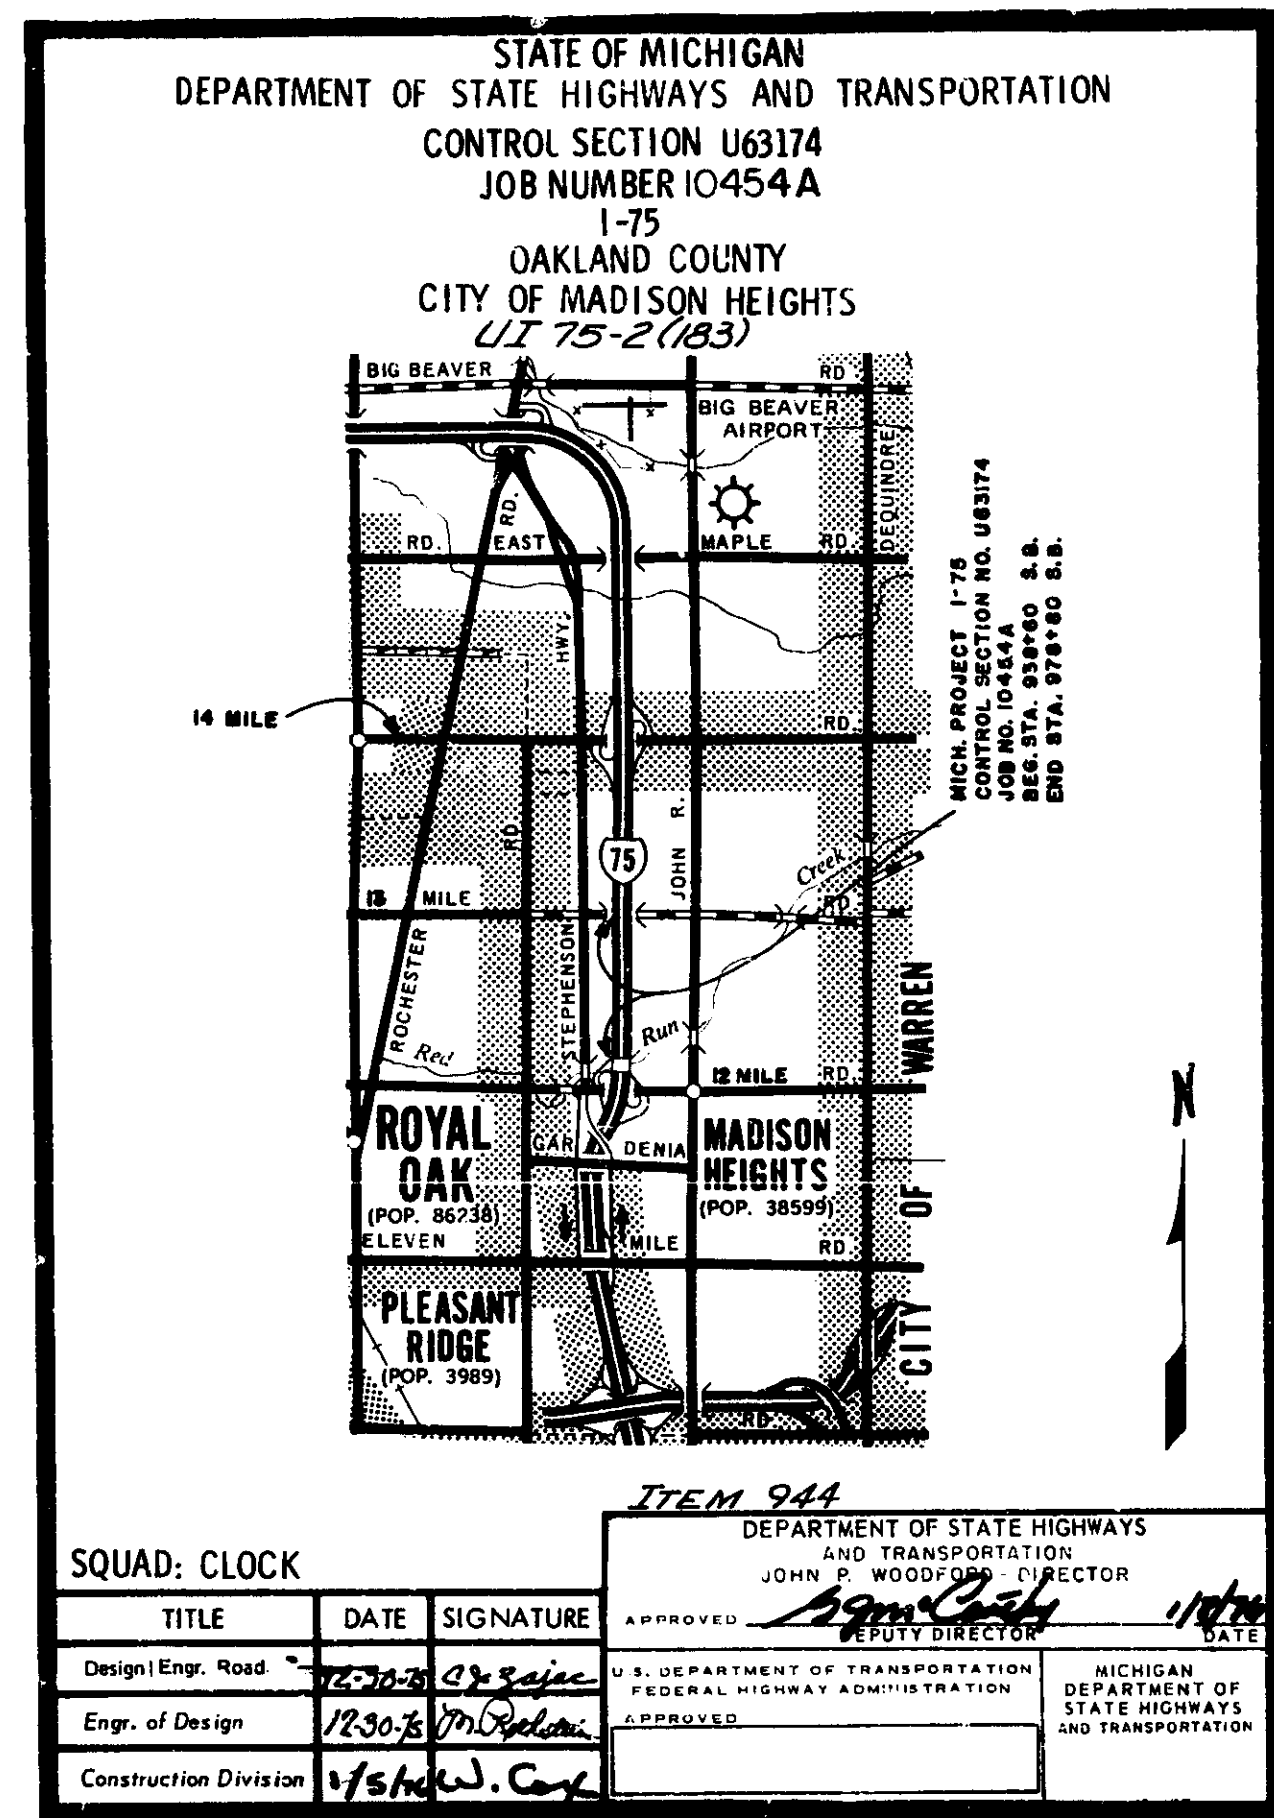 STATE OF MICHIGAN
DEPARTMENT OF STATE HIGHWAYS AND TRANSPORTATION
CONTROL SECTION U63174
JOB NUMBER 10454A
I-75
OAKLAND COUNTY
CITY OF MADISON HEIGHTS
UI 75-2(183)
BIG BEAVER RD
BIG BEAVER
AIRPORT
DEQUINDRE
RD.
RD. EAST MAPLE RD.
HWY.
14 MILE
RD.
MICH. PROJECT I-75
CONTROL SECTION NO. U63174
JOB NO. 10454A
BEG. STA. 938+60 S.B.
END STA. 978+80 S.B.
RD.
JOHN R.
75
Creek
13 MILE RD
ROCHESTER
STEPHENSON
Red
Run
12 MILE RD.
CITY OF WARREN
N
ROYAL
OAK
(POP. 86238)
GAR DENIA
MADISON
HEIGHTS
(POP. 38599)
ELEVEN MILE RD.
PLEASANT
RIDGE
(POP. 3989)
RD.
ITEM 944
SQUAD: CLOCK
TITLE DATE SIGNATURE
Design Engr. Road 12-30-75 C J Zajac
Engr. of Design 12-30-75
Construction Division W. Cox
DEPARTMENT OF STATE HIGHWAYS
AND TRANSPORTATION
JOHN P. WOODFORD - DIRECTOR
APPROVED
DEPUTY DIRECTOR DATE
U.S. DEPARTMENT OF TRANSPORTATION
FEDERAL HIGHWAY ADMINISTRATION
APPROVED
MICHIGAN
DEPARTMENT OF
STATE HIGHWAYS
AND TRANSPORTATION